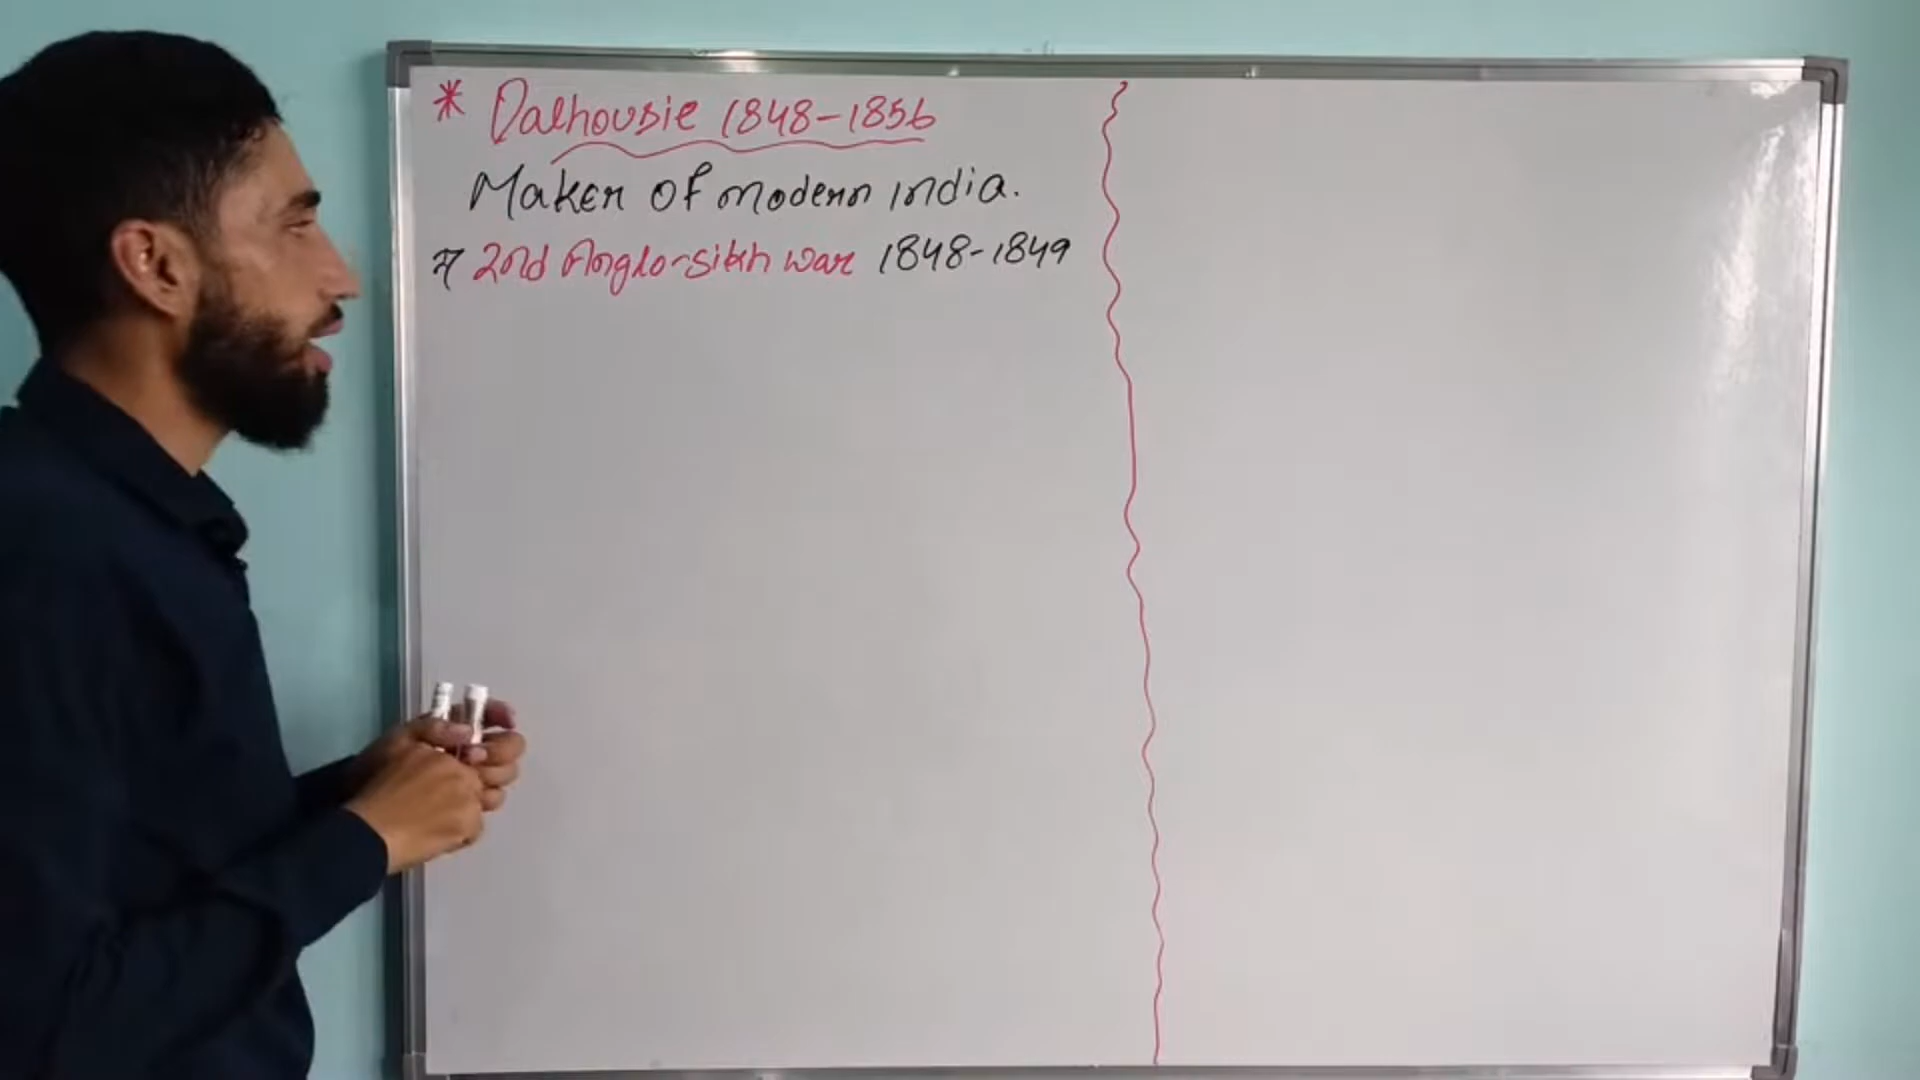 * Dalhousie 1848-1856
Maker of modern india.
→ 2nd Anglo-sikh war 1848-1849